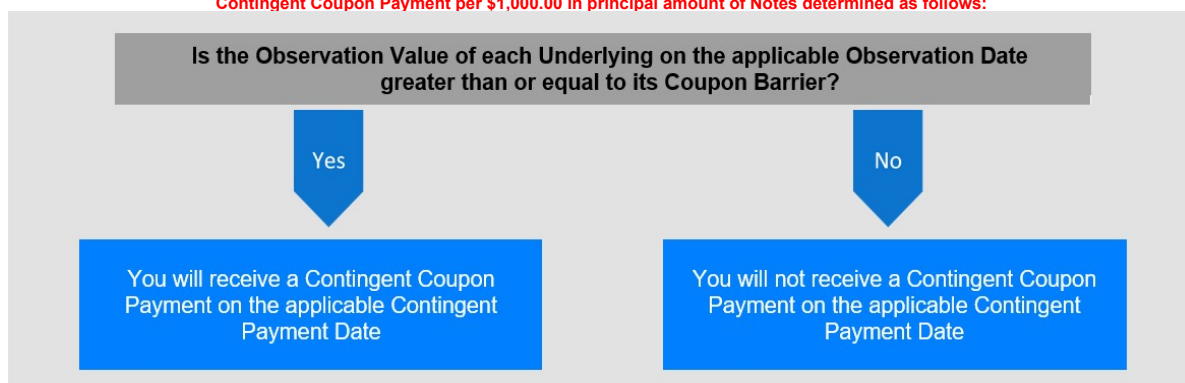 Contingent Coupon Payment per $1,000.00 in principal amount of Notes determined as follows:
Is the Observation Value of each Underlying on the applicable Observation Date
greater than or equal to its Coupon Barrier?
Yes
No
You will receive a Contingent Coupon
Payment on the applicable Contingent
Payment Date
You will not receive a Contingent Coupon
Payment on the applicable Contingent
Payment Date